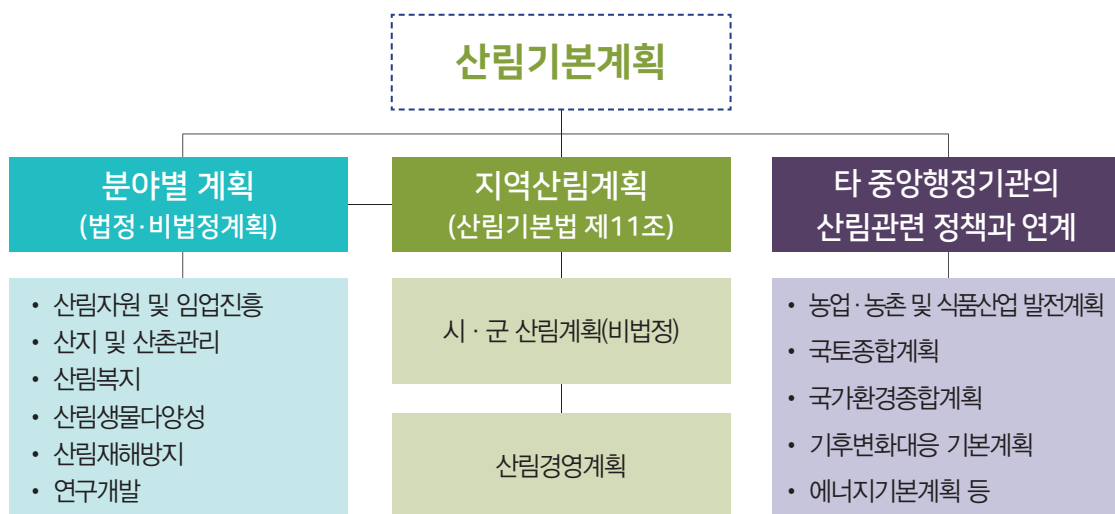 산림기본계획
분야별 계획
(법정·비법정계획)
지역산림계획
(산림기본법 제11조)
타 중앙행정기관의
산림관련 정책과 연계
• 산림자원 및 임업진흥
• 산지 및 산촌관리
• 산림복지
• 산림생물다양성
• 산림재해방지
• 연구개발
시·군 산림계획(비법정)
산림경영계획
• 농업·농촌 및 식품산업 발전계획
• 국토종합계획
• 국가환경종합계획
• 기후변화대응 기본계획
• 에너지기본계획 등